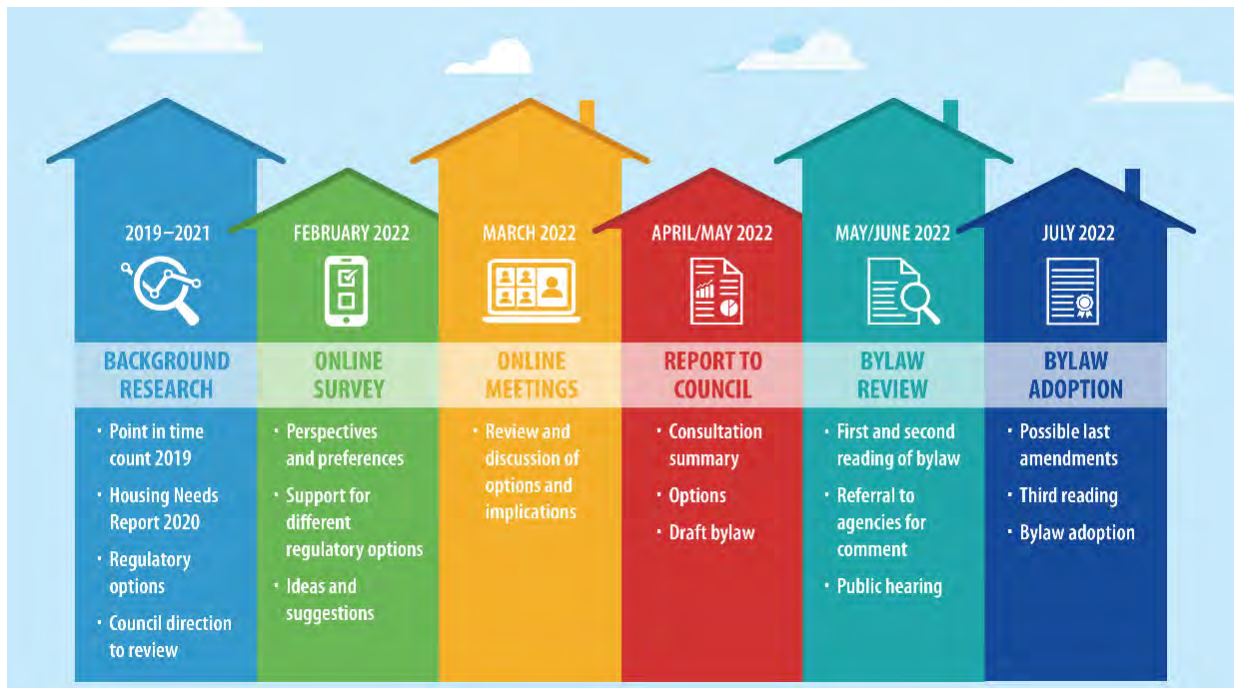 2019–2021
BACKGROUND
RESEARCH
• Point in time
count 2019
• Housing Needs
Report 2020
• Regulatory
options
• Council direction
to review
FEBRUARY 2022
ONLINE
SURVEY
• Perspectives
and preferences
• Support for
different
regulatory options
• Ideas and
suggestions
MARCH 2022
ONLINE
MEETINGS
• Review and
discussion of
options and
implications
APRIL/MAY 2022
REPORT TO
COUNCIL
• Consultation
summary
• Options
• Draft bylaw
MAY/JUNE 2022
BYLAW
REVIEW
• First and second
reading of bylaw
• Referral to
agencies for
comment
• Public hearing
JULY 2022
BYLAW
ADOPTION
• Possible last
amendments
• Third reading
• Bylaw adoption